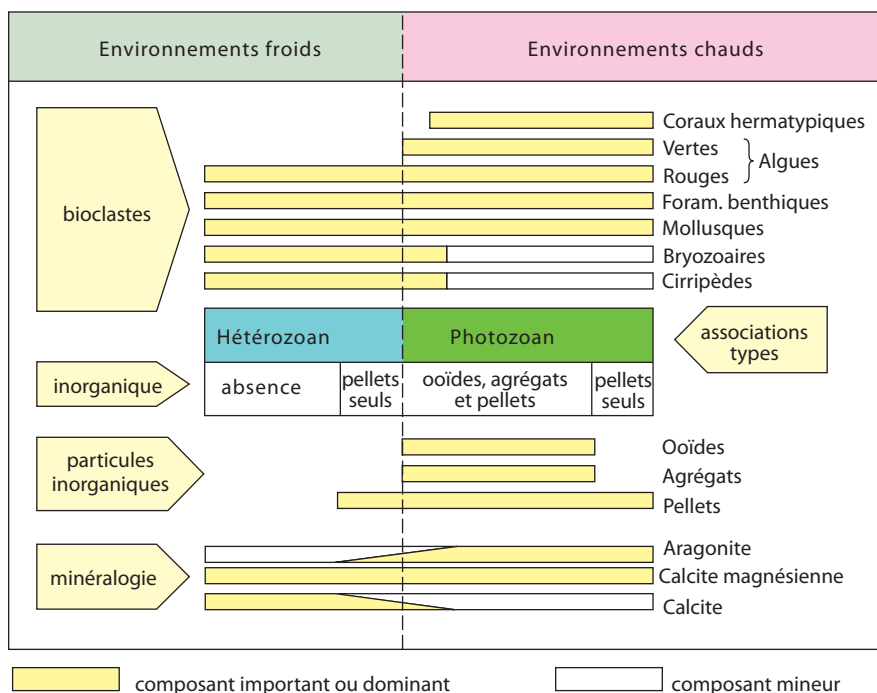 Environnements froids
Environnements chauds
bioclastes
Coraux hermatypiques
Vertes
Rouges
Algues
Foram. benthiques
Mollusques
Bryozoaires
Cirripèdes
Hétérozoan
Photozoan
associations
types
inorganique
absence
pellets
seuls
ooïdes, agrégats
et pellets
pellets
seuls
particules
inorganiques
Ooïdes
Agrégats
Pellets
minéralogie
Aragonite
Calcite magnésienne
Calcite
composant important ou dominant
composant mineur